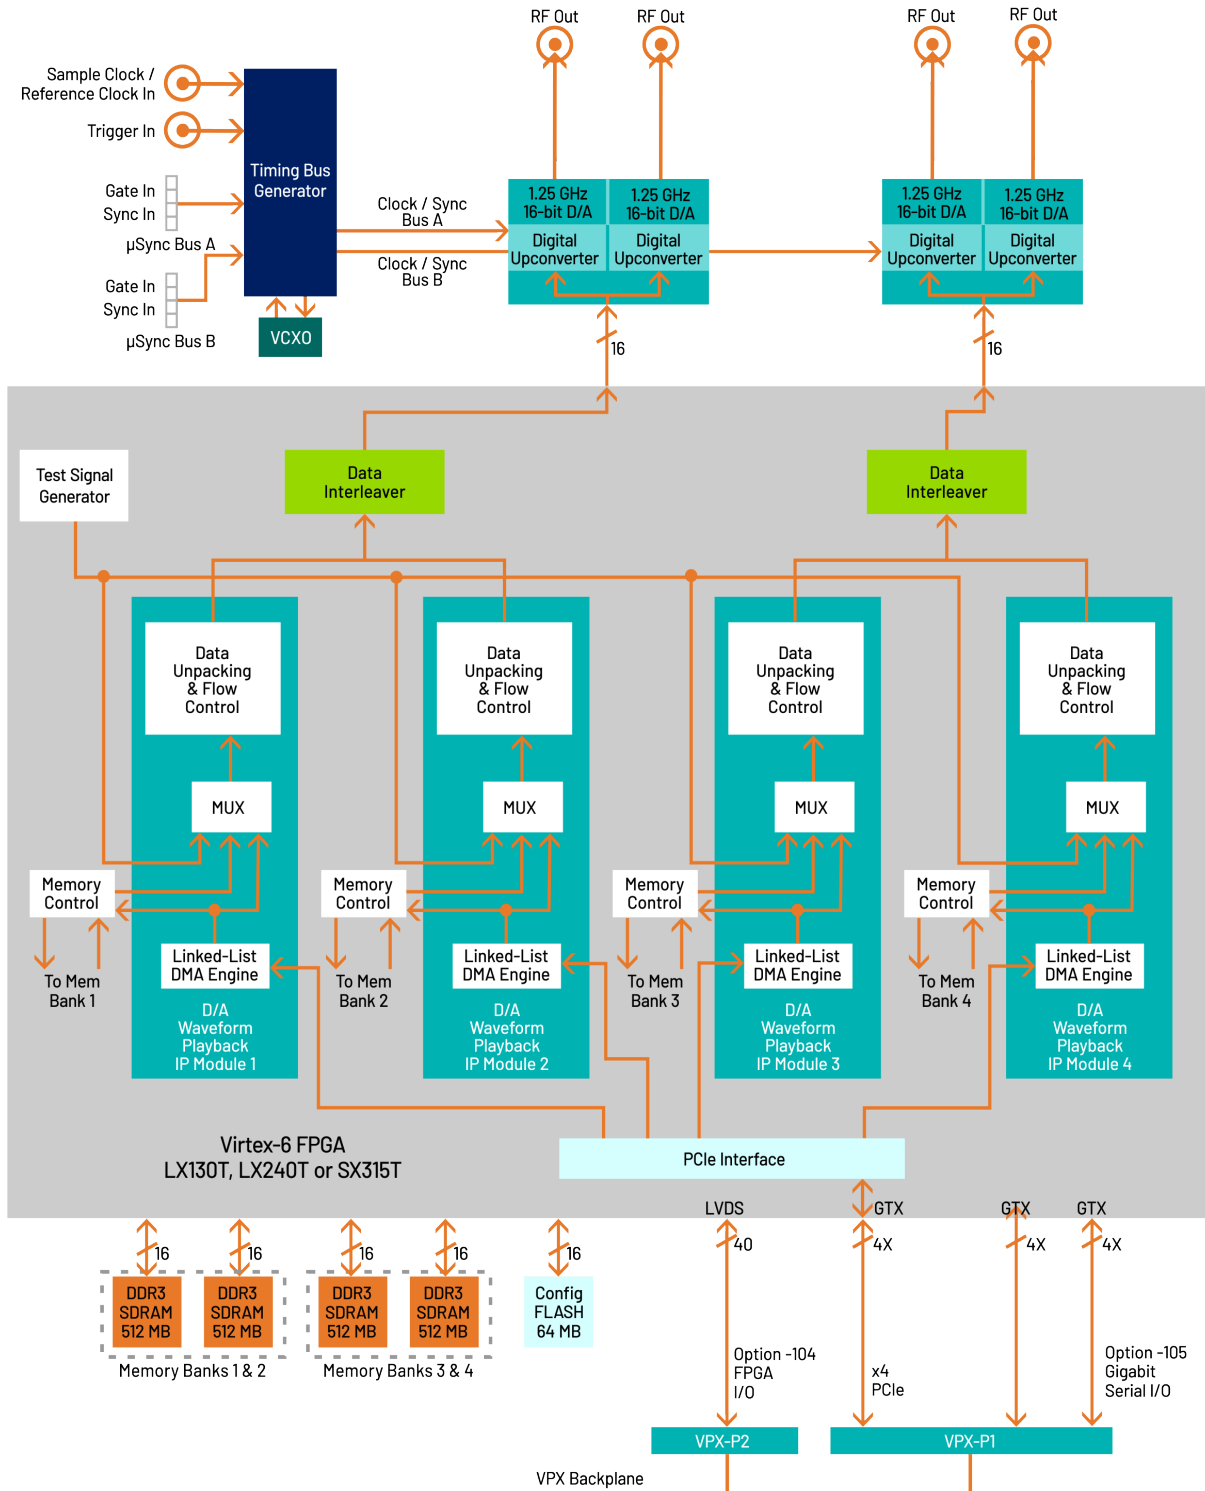 RF Out
RF Out
RF Out
RF Out
Sample Clock /
Reference Clock In
Trigger In
Gate In
Sync In
µSync Bus A
Gate In
Sync In
µSync Bus B
Timing Bus
Generator
VCXO
Clock / Sync
Bus A
Clock / Sync
Bus B
1.25 GHz
16-bit D/A
1.25 GHz
16-bit D/A
Digital
Upconverter
Digital
Upconverter
1.25 GHz
16-bit D/A
1.25 GHz
16-bit D/A
Digital
Upconverter
Digital
Upconverter
16
16
Test Signal
Generator
Data
Interleaver
Data
Interleaver
Data
Unpacking
& Flow
Control
MUX
Memory
Control
To Mem
Bank 1
Linked-List
DMA Engine
D/A
Waveform
Playback
IP Module 1
Data
Unpacking
& Flow
Control
MUX
Memory
Control
To Mem
Bank 2
Linked-List
DMA Engine
D/A
Waveform
Playback
IP Module 2
Data
Unpacking
& Flow
Control
MUX
Memory
Control
To Mem
Bank 3
Linked-List
DMA Engine
D/A
Waveform
Playback
IP Module 3
Data
Unpacking
& Flow
Control
MUX
Memory
Control
To Mem
Bank 4
Linked-List
DMA Engine
D/A
Waveform
Playback
IP Module 4
Virtex-6 FPGA
LX130T, LX240T or SX315T
PCIe Interface
LVDS
GTX
GTX
GTX
16
16
16
16
16
40
4X
4X
4X
DDR3
SDRAM
512 MB
DDR3
SDRAM
512 MB
DDR3
SDRAM
512 MB
DDR3
SDRAM
512 MB
Config
FLASH
64 MB
Memory Banks 1 & 2
Memory Banks 3 & 4
Option -104
FPGA
I/O
x4
PCIe
Option -105
Gigabit
Serial I/O
VPX-P2
VPX-P1
VPX Backplane